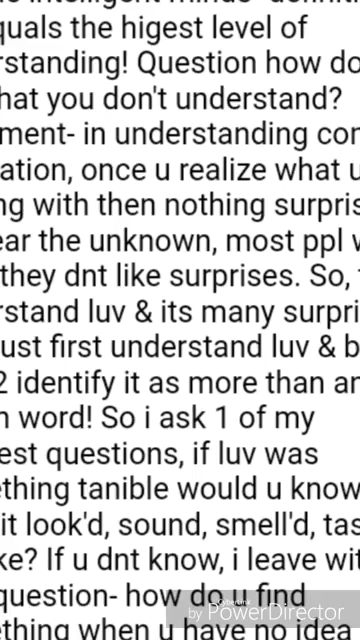 quals the higest level of
rstanding! Question how do
hat you don't understand?
ment- in understanding con
ation, once u realize what u
ng with then nothing surpris
ear the unknown, most ppl
they dnt like surprises. So,
rstand luv & its many surpri
ust first understand luv & b
2 identify it as more than an
word! So i ask 1 of my
est questions, if luv was
thing tanible would u know
it look'd, sound, smell'd, tas
ke? If u dnt know, i leave wit
question- how do u find
ething when u have no idea
by PowerDirector